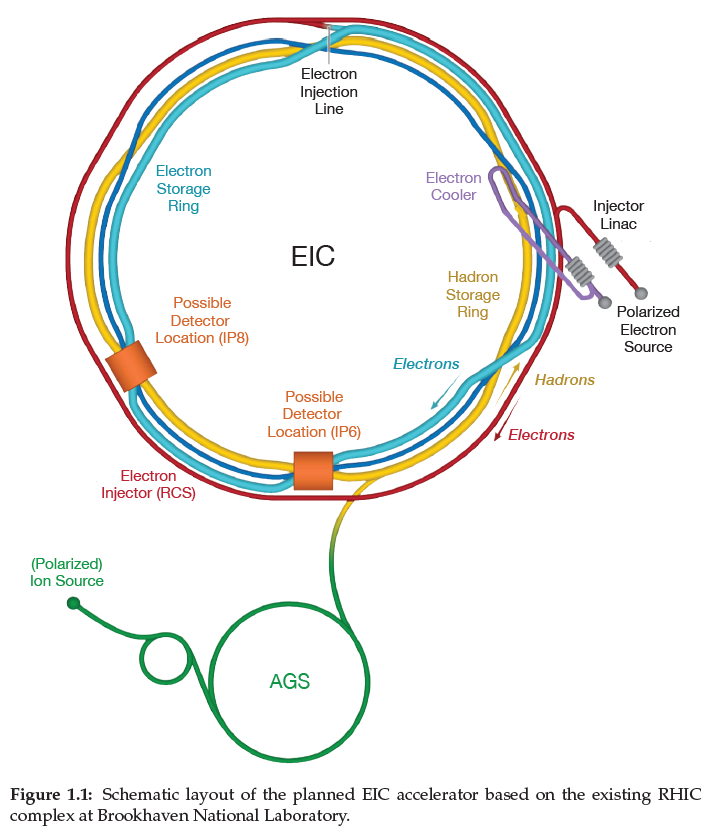 Electron
Injection
Line
Electron
Storage
Ring
Electron
Cooler
Injector
Linac
EIC
Hadron
Storage
Ring
Polarized
Electron
Source
Possible
Detector
Location (IP8)
Electrons
Hadrons
Possible
Detector
Location (IP6)
Electrons
Electron
Injector (RCS)
(Polarized)
Ion Source
AGS
Figure 1.1: Schematic layout of the planned EIC accelerator based on the existing RHIC
complex at Brookhaven National Laboratory.